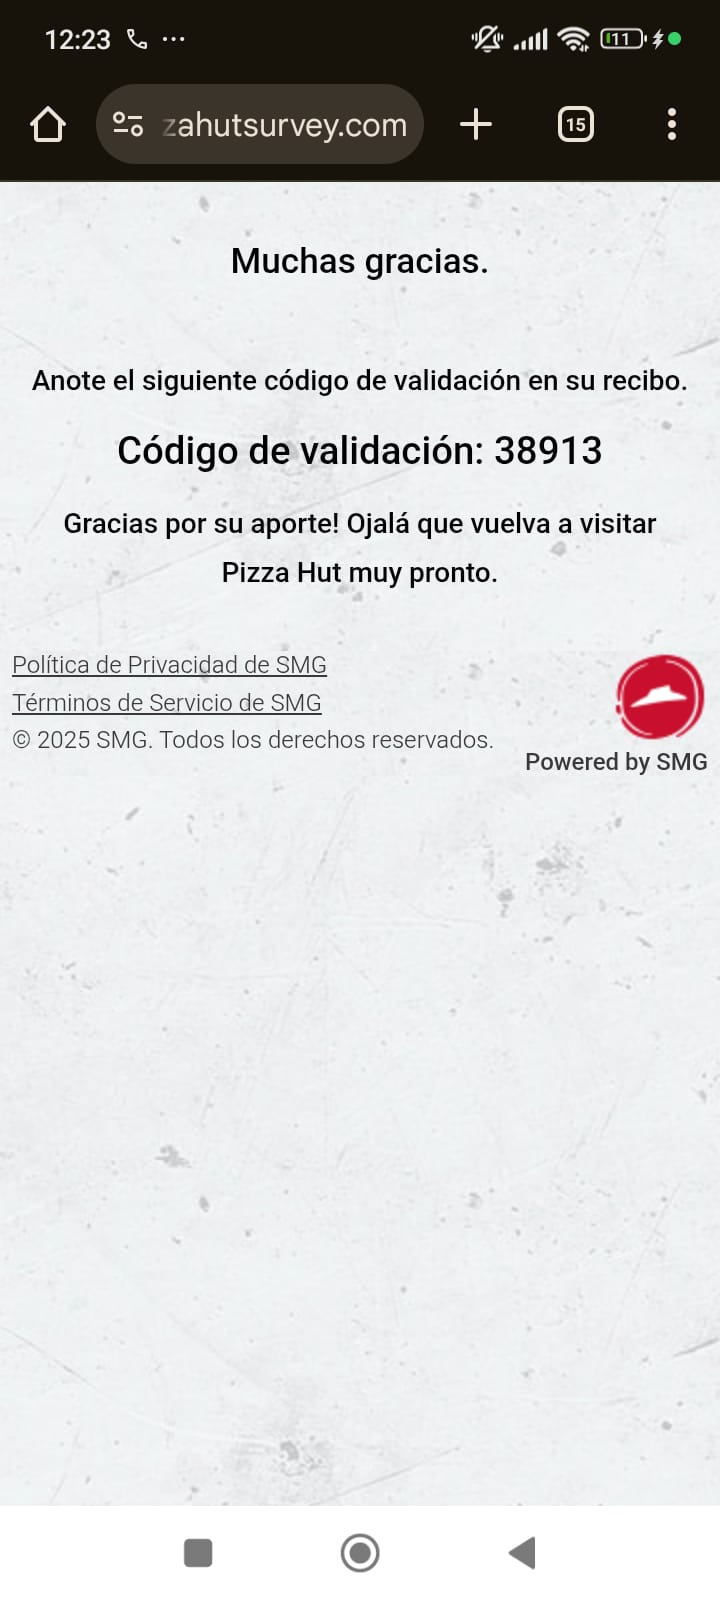 12:23
11
zahutsurvey.com
15
Muchas gracias.
Anote el siguiente código de validación en su recibo.
Código de validación: 38913
Gracias por su aporte! Ojalá que vuelva a visitar
Pizza Hut muy pronto.
Política de Privacidad de SMG
Términos de Servicio de SMG
© 2025 SMG. Todos los derechos reservados.
Powered by SMG